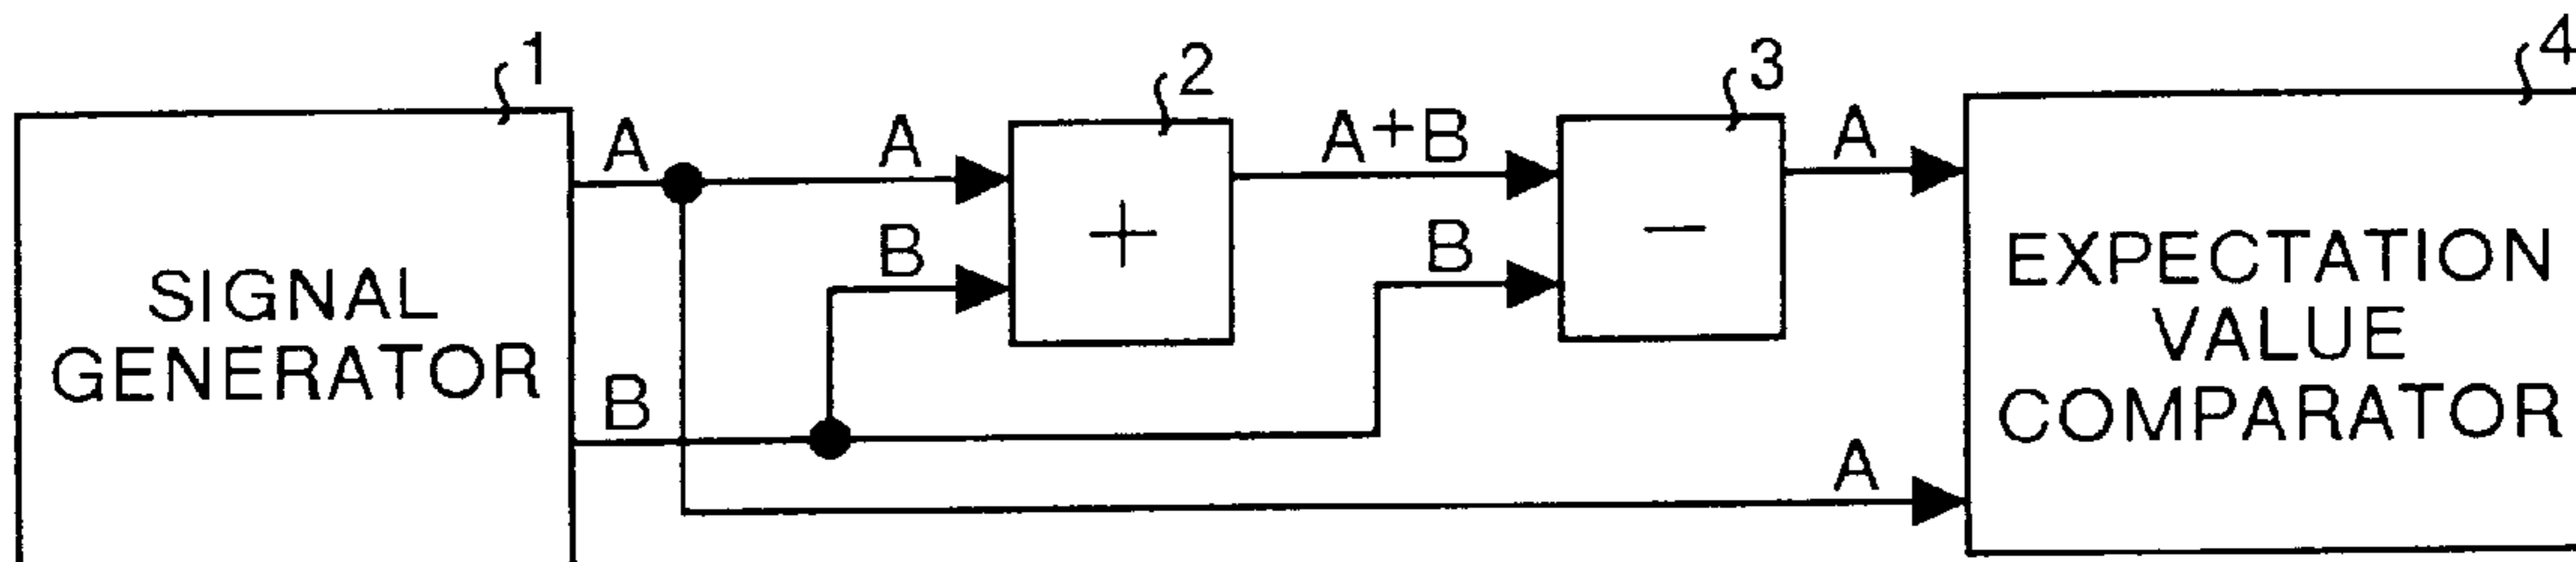 1
2
3
4
A
A
A+B
A
B
B
+
−
SIGNAL
GENERATOR
B
A
EXPECTATION
VALUE
COMPARATOR